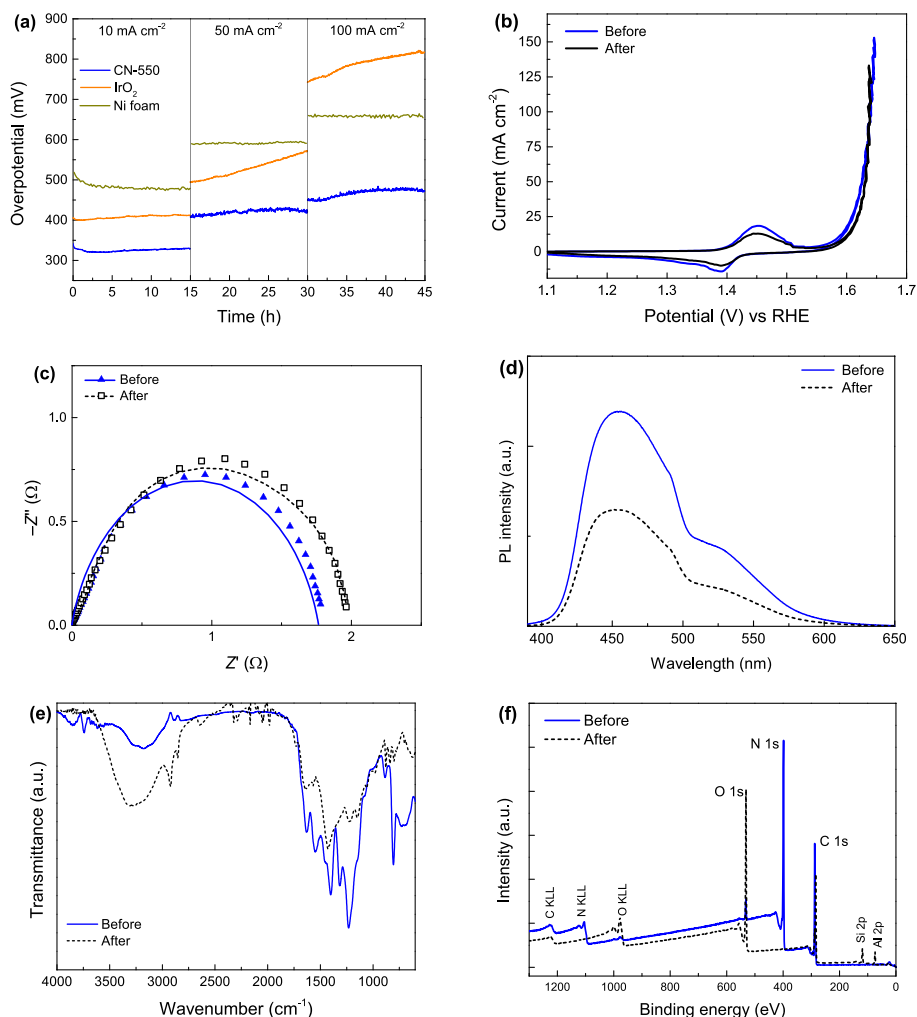 (a)
10 mA cm⁻² 50 mA cm⁻² 100 mA cm⁻²
CN-550
IrO₂
Ni foam
900
800
700
600
500
400
300
Overpotential (mV)
0 5 10 15 20 25 30 35 40 45
Time (h)
(b)
Before
After
150
125
100
75
50
25
0
Current (mA cm⁻²)
1.1 1.2 1.3 1.4 1.5 1.6 1.7
Potential (V) vs RHE
(c)
Before
After
1.0
0.5
0.0
−Z'' (Ω)
0 1 2
Z' (Ω)
(d)
Before
After
PL intensity (a.u.)
400 450 500 550 600 650
Wavelength (nm)
(e)
Before
After
Transmittance (a.u.)
4000 3500 3000 2500 2000 1500 1000
Wavenumber (cm⁻¹)
(f)
Before
After
N 1s
O 1s
C 1s
C KLL
N KLL
O KLL
Si 2p
Al 2p
Intensity (a.u.)
1200 1000 800 600 400 200 0
Binding energy (eV)